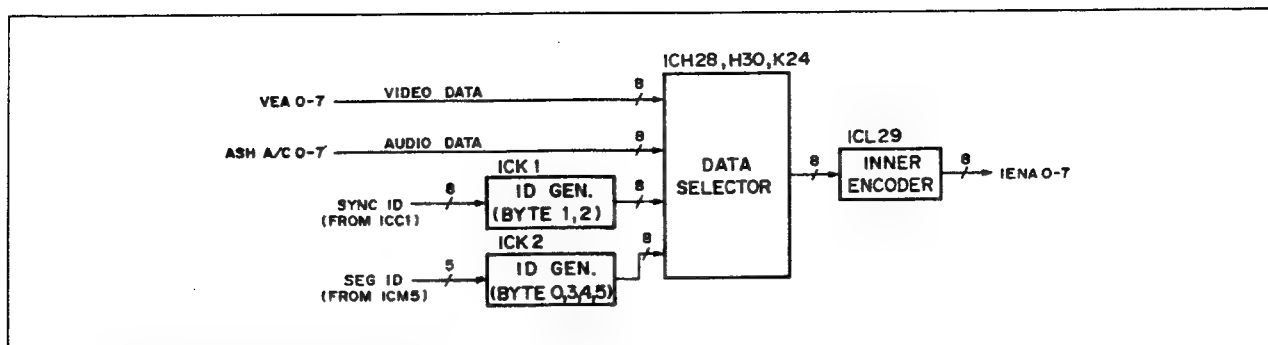 ICH28, H30, K24
VEA 0-7
VIDEO DATA
8
ASH A/C 0-7
AUDIO DATA
8
ICL29
DATA
SELECTOR
8
INNER
ENCODER
8
IENA 0-7
ICK 1
SYNC ID
(FROM ICC1)
8
ID GEN.
(BYTE 1,2)
8
ICK 2
SEG ID
(FROM ICM5)
5
ID GEN.
(BYTE 0,3,4,5)
8